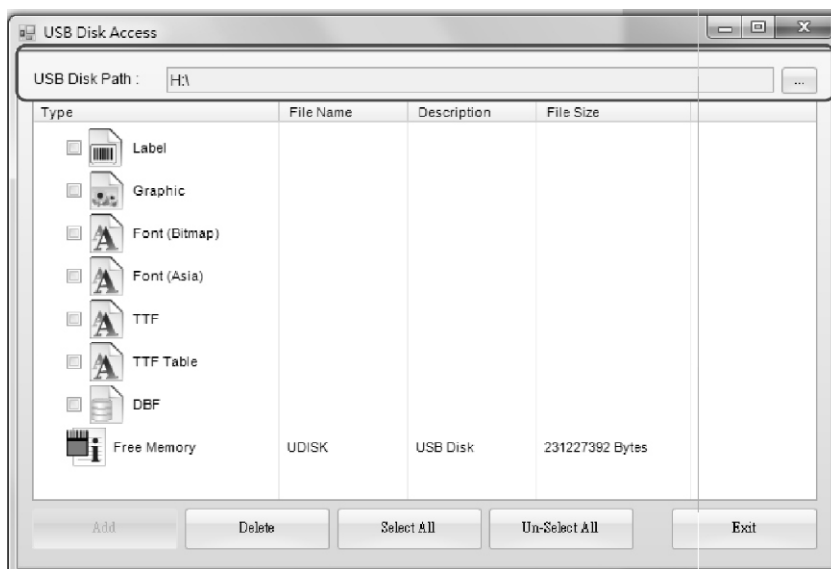 USB Disk Access
USB Disk Path : H:\ ...
Type File Name Description File Size
Label
Graphic
Font (Bitmap)
Font (Asia)
TTF
TTF Table
DBF
Free Memory UDISK USB Disk 231227392 Bytes
Add Delete Select All Un-Select All Exit